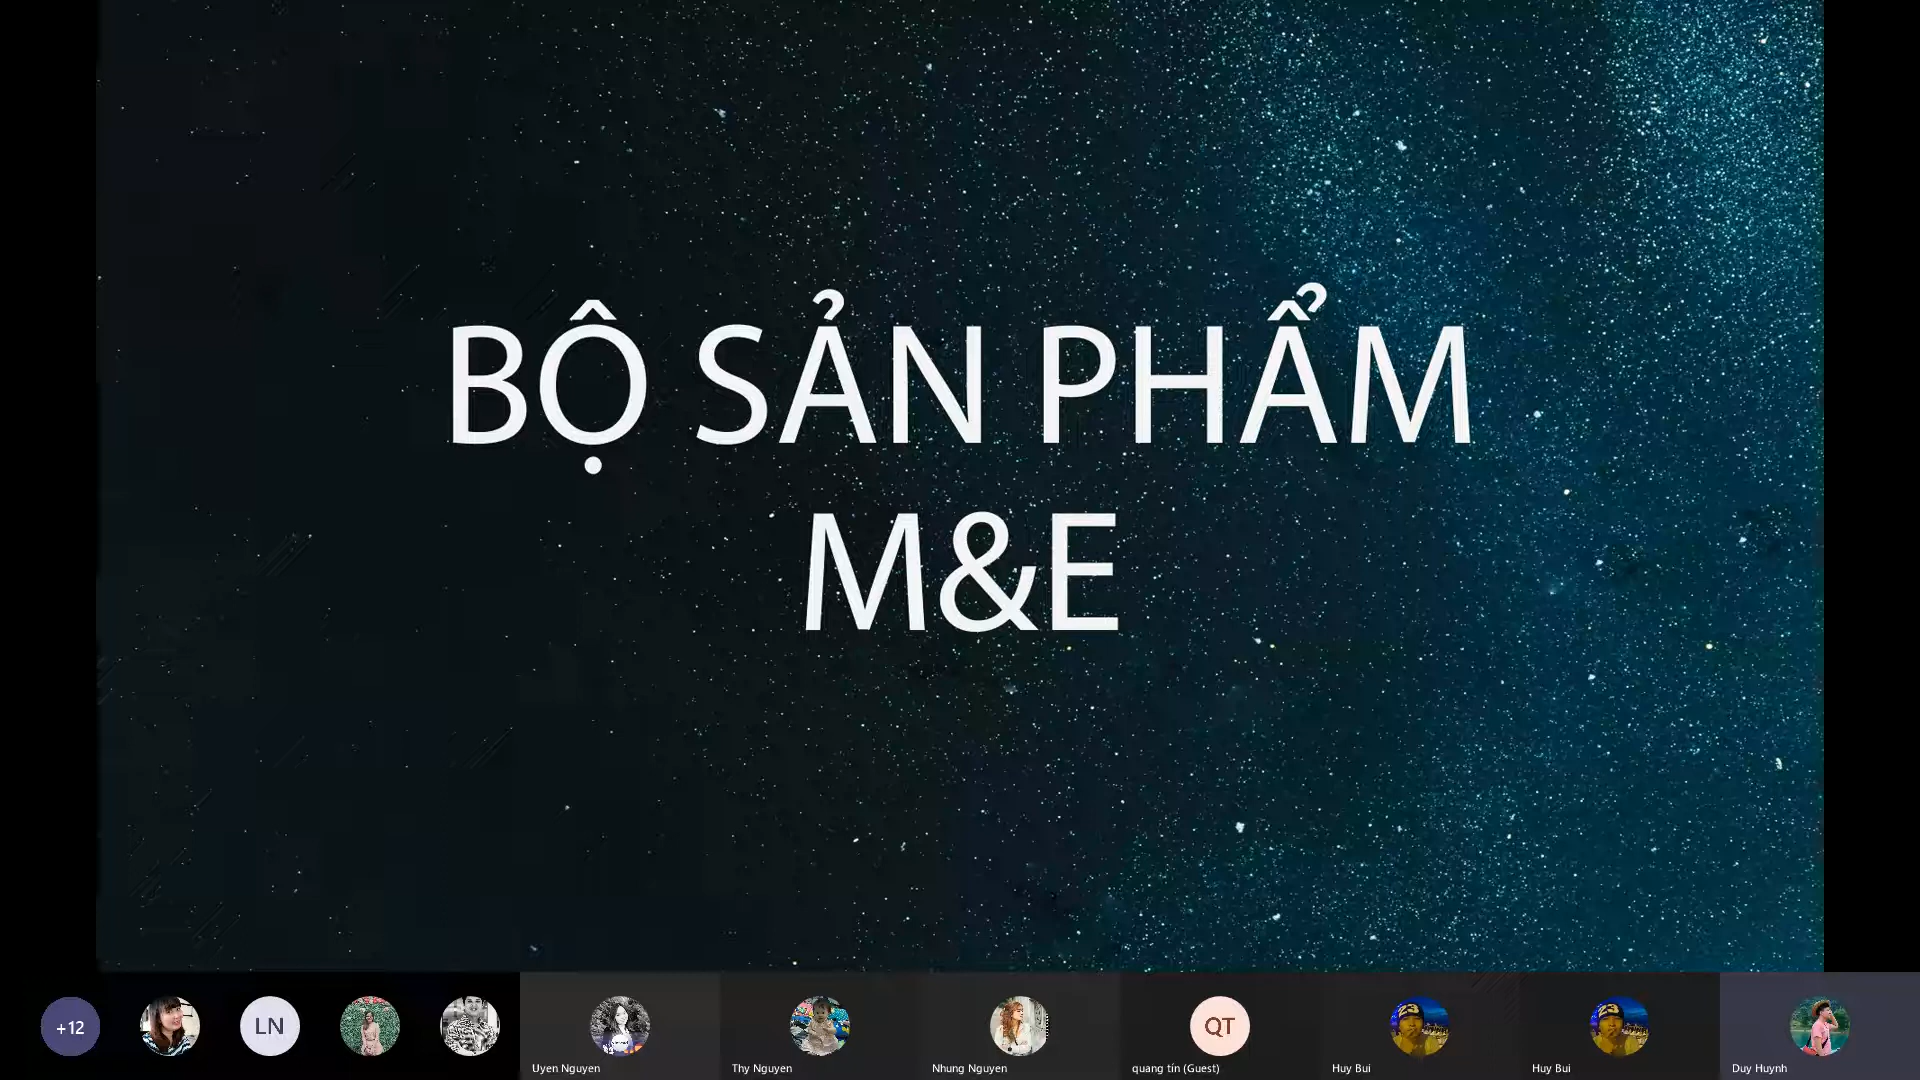 BỘ SẢN PHẨM
M&E
+12
LN
QT
Uyen Nguyen
Thy Nguyen
Nhung Nguyen
quang tín (Guest)
Huy Bui
Huy Bui
Duy Huynh